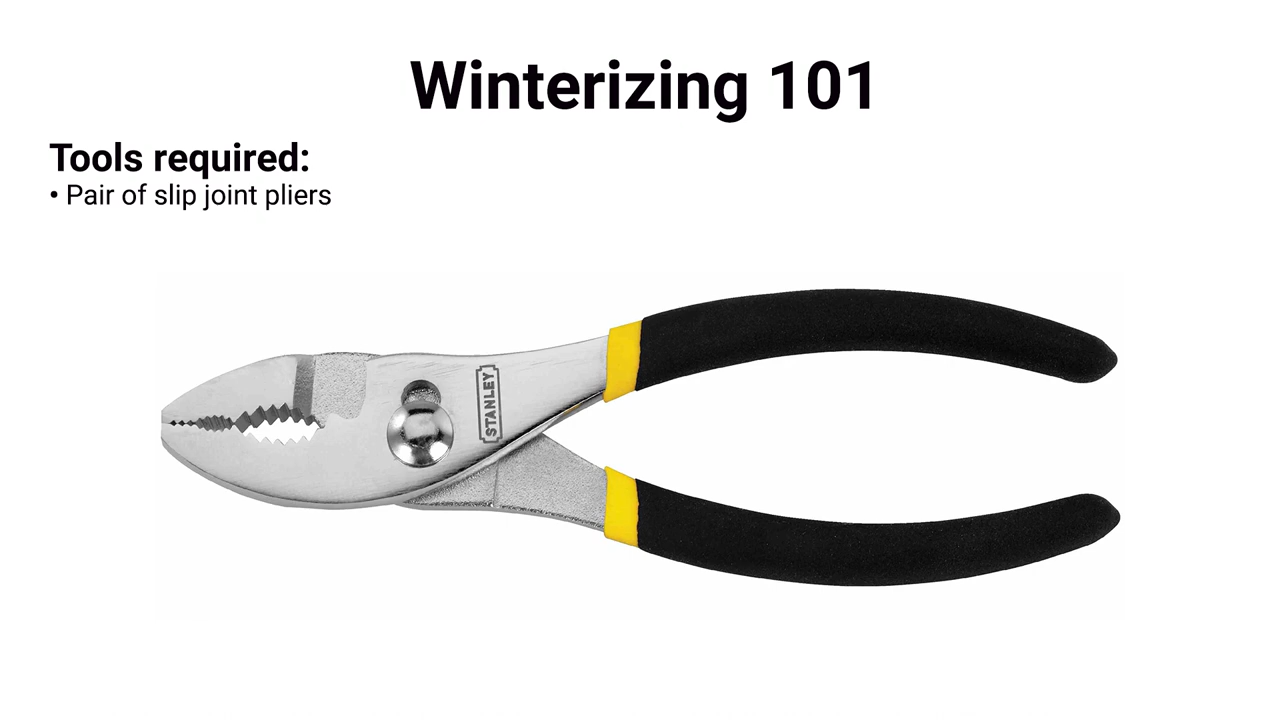 Winterizing 101
Tools required:
• Pair of slip joint pliers
STANLEY